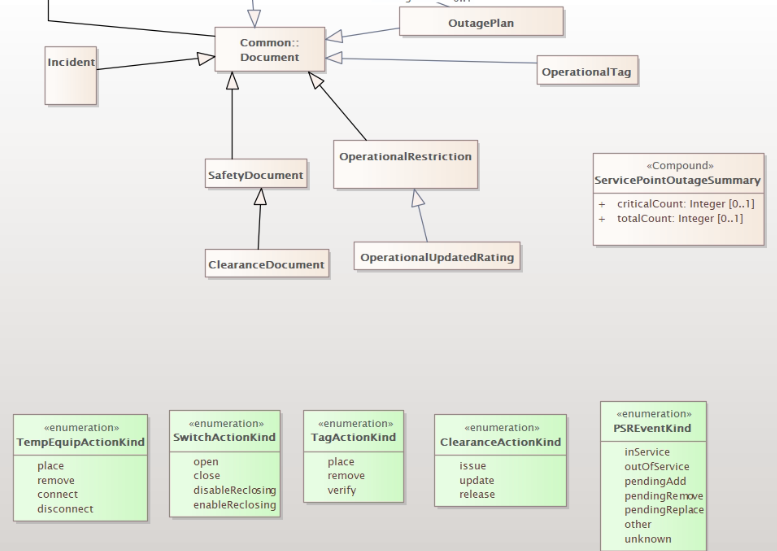 OutagePlan
Common::
Document
Incident
OperationalTag
OperationalRestriction
SafetyDocument
«Compound»
ServicePointOutageSummary
+ criticalCount: Integer [0..1]
+ totalCount: Integer [0..1]
ClearanceDocument
OperationalUpdatedRating
«enumeration»
TempEquipActionKind
place
remove
connect
disconnect
«enumeration»
SwitchActionKind
open
close
disableReclosing
enableReclosing
«enumeration»
TagActionKind
place
remove
verify
«enumeration»
ClearanceActionKind
issue
update
release
«enumeration»
PSREventKind
inService
outOfService
pendingAdd
pendingRemove
pendingReplace
other
unknown